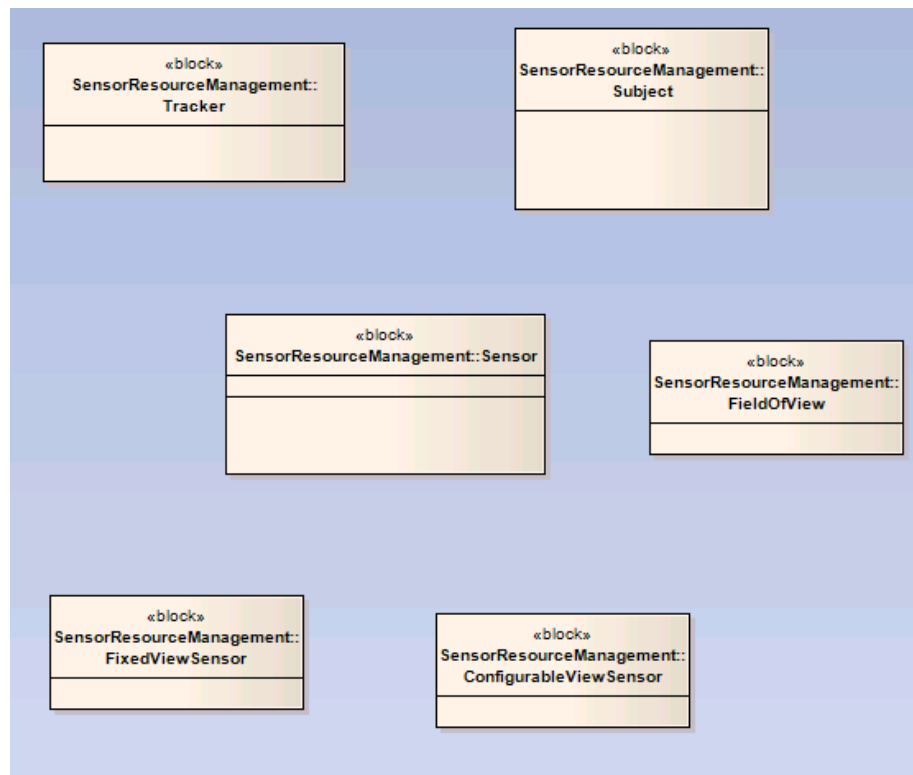 «block»
SensorResourceManagement::
Tracker
«block»
SensorResourceManagement::
Subject
«block»
SensorResourceManagement::Sensor
«block»
SensorResourceManagement::
FieldOfView
«block»
SensorResourceManagement::
FixedViewSensor
«block»
SensorResourceManagement::
ConfigurableViewSensor